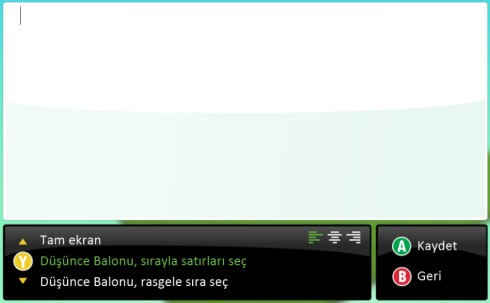 Tam ekran
Y Düşünce Balonu, sırayla satırları seç
Düşünce Balonu, rasgele sıra seç
A Kaydet
B Geri